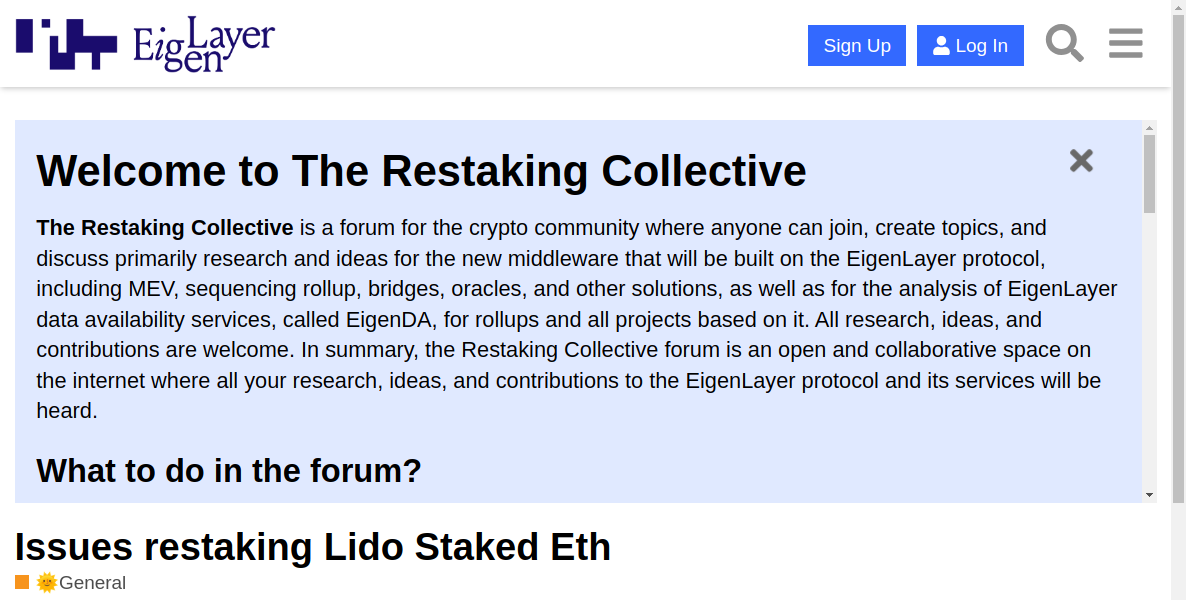 EigenLayer
Sign Up
Log In
Welcome to The Restaking Collective
The Restaking Collective is a forum for the crypto community where anyone can join, create topics, and
discuss primarily research and ideas for the new middleware that will be built on the EigenLayer protocol,
including MEV, sequencing rollup, bridges, oracles, and other solutions, as well as for the analysis of EigenLayer
data availability services, called EigenDA, for rollups and all projects based on it. All research, ideas, and
contributions are welcome. In summary, the Restaking Collective forum is an open and collaborative space on
the internet where all your research, ideas, and contributions to the EigenLayer protocol and its services will be
heard.
What to do in the forum?
Issues restaking Lido Staked Eth
🌞General